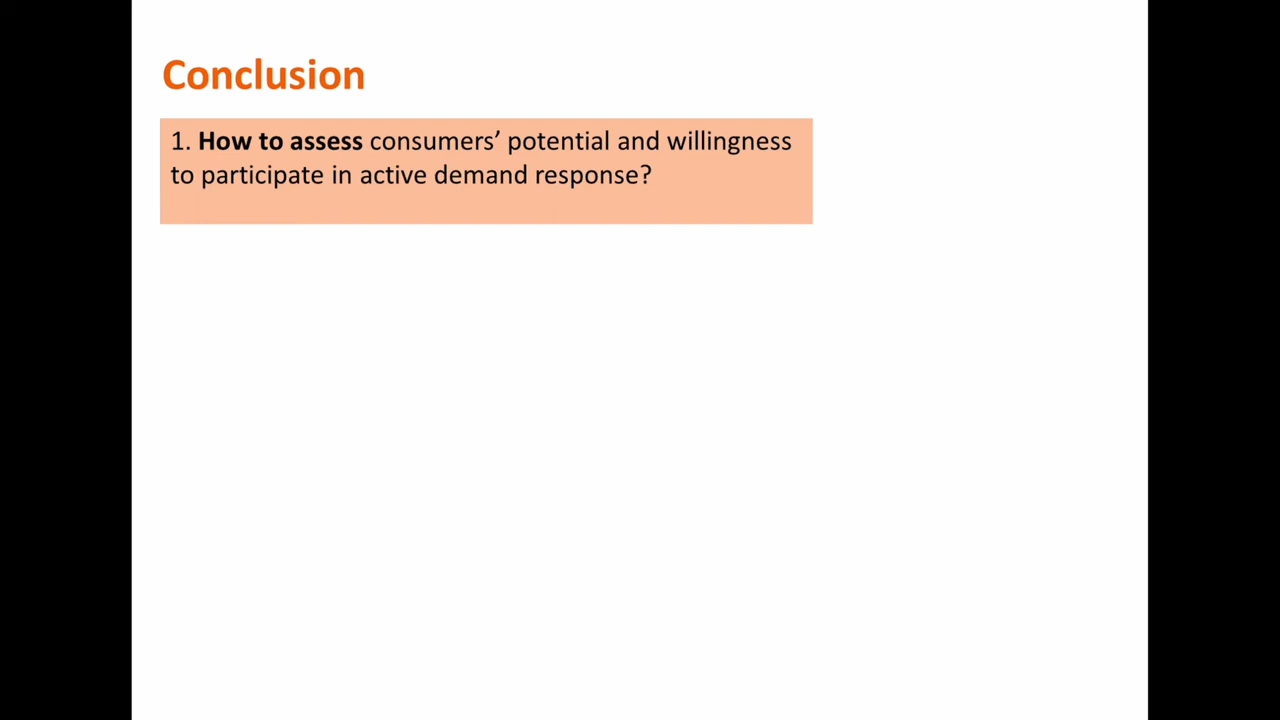 Conclusion
1. How to assess consumers’ potential and willingness
to participate in active demand response?